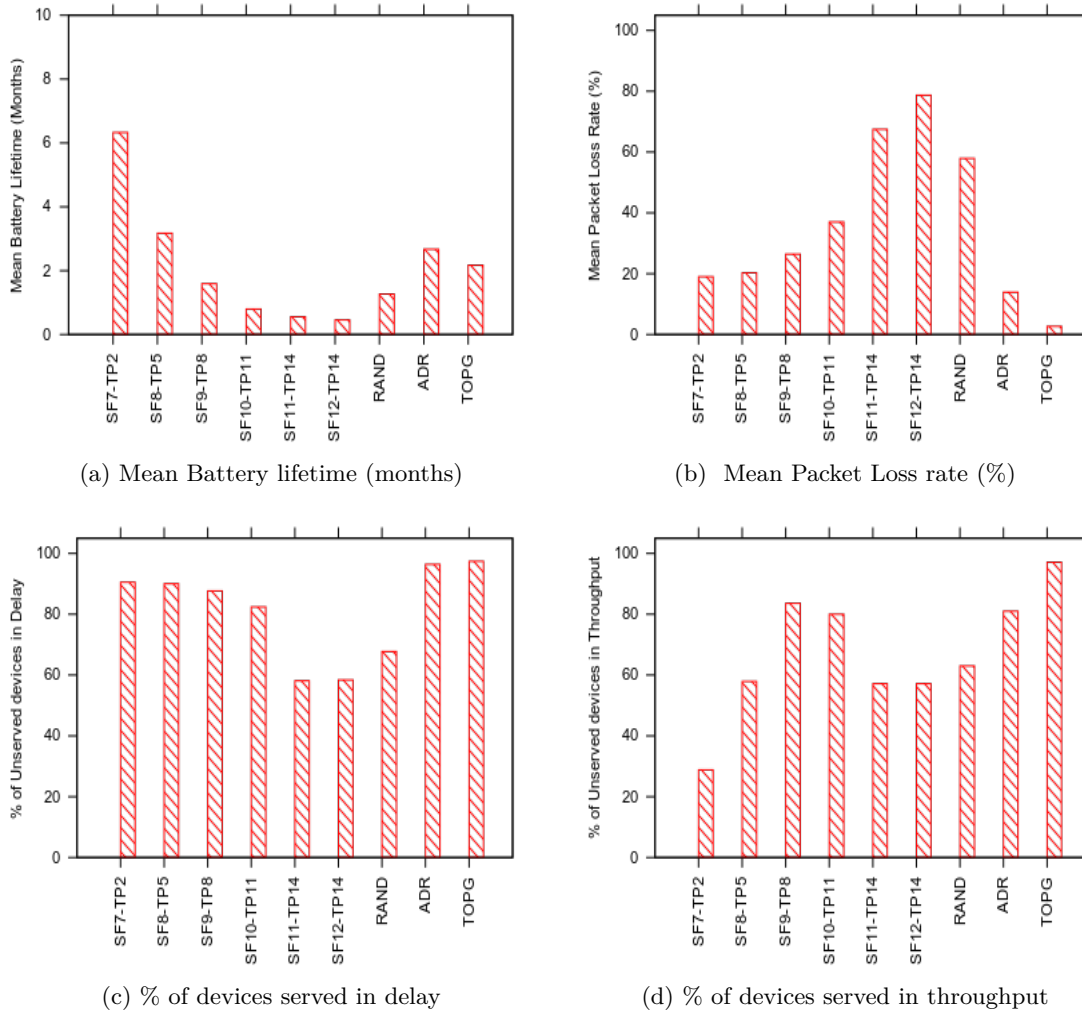 Mean Battery Lifetime (Months)
10
8
6
4
2
0
SF7-TP2
SF8-TP5
SF9-TP8
SF10-TP11
SF11-TP14
SF12-TP14
RAND
ADR
TOPG
(a) Mean Battery lifetime (months)
Mean Packet Loss Rate (%)
100
80
60
40
20
0
SF7-TP2
SF8-TP5
SF9-TP8
SF10-TP11
SF11-TP14
SF12-TP14
RAND
ADR
TOPG
(b) Mean Packet Loss rate (%)
% of Unserved devices in Delay
100
80
60
40
20
0
SF7-TP2
SF8-TP5
SF9-TP8
SF10-TP11
SF11-TP14
SF12-TP14
RAND
ADR
TOPG
(c) % of devices served in delay
% of Unserved devices in Throughput
100
80
60
40
20
0
SF7-TP2
SF8-TP5
SF9-TP8
SF10-TP11
SF11-TP14
SF12-TP14
RAND
ADR
TOPG
(d) % of devices served in throughput